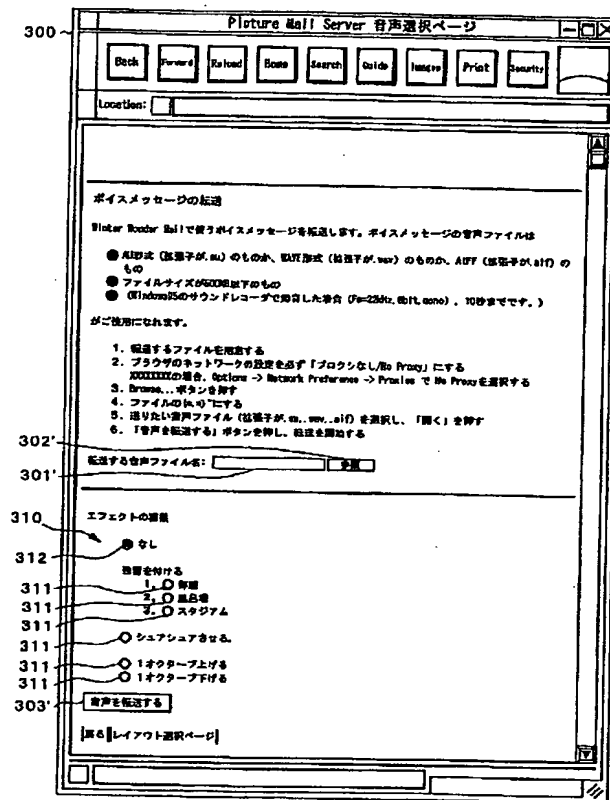 Picture Mail Server 音声選択ページ
300
Back Forward Reload Home Search Guide Images Print Security
Location:
ボイスメッセージの転送
Winter Wonder Mailで使うボイスメッセージを転送します。ボイスメッセージの音声ファイルは
AU形式（拡張子が.au）のものか、WAVE形式（拡張子が.wav）のものか、AIFF（拡張子が.aif）の
もの
ファイルサイズが500KB以下のもの
（Windows95のサウンドレコーダで録音した場合（Fs=22kHz, 8bit, mono）、10秒までです。）
がご使用になれます。
1. 転送するファイルを用意する
2. ブラウザのネットワークの設定を必ず「プロクシなし/No Proxy」にする
XXXXXXXXの場合、Options -> Network Preference -> Proxies で No Proxyを選択する
3. Browse...ボタンを押す
4. ファイルの にする
5. 送りたい音声ファイル（拡張子が.au,.wav,.aif）を選択し、「開く」を押す
6. 「音声を転送する」ボタンを押し、転送を開始する
302'
転送する音声ファイル名: 参照
301'
エフェクトの種類
310
なし
312
残響を付ける
311 1.
311 2. 風呂場
311 3. スタジアム
311 シュアシュアさせる。
311 1オクターブ上げる
311 1オクターブ下げる
303' 音声を転送する
|戻る|レイアウト選択ページ|